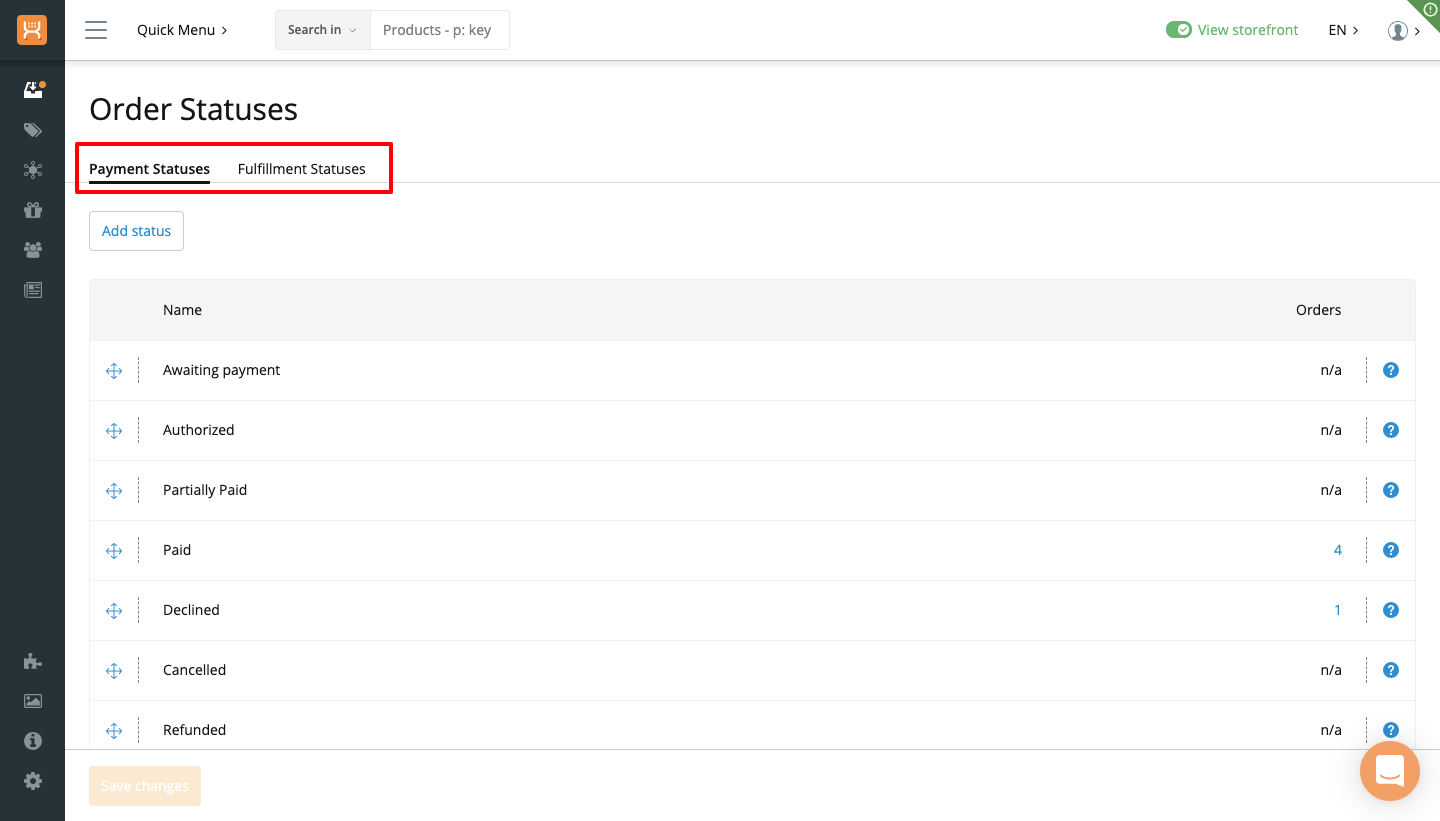 Quick Menu
Search in
Products - p: key
View storefront
EN
Order Statuses
Payment Statuses
Fulfillment Statuses
Add status
Name Orders
Awaiting payment n/a ?
Authorized n/a ?
Partially Paid n/a ?
Paid 4 ?
Declined 1 ?
Cancelled n/a ?
Refunded n/a ?
Save changes